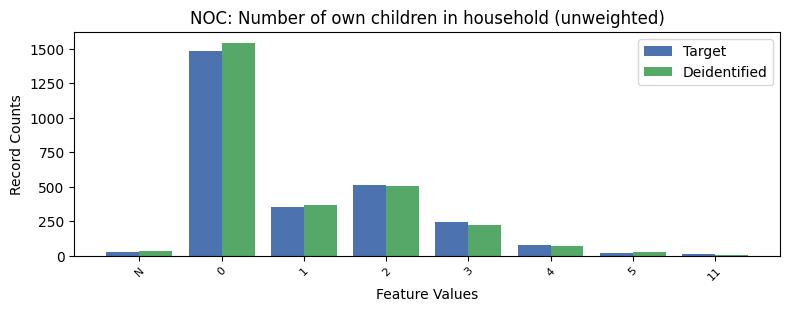 NOC: Number of own children in household (unweighted)
Target
Deidentified
Record Counts
1500
1250
1000
750
500
250
0
N 0 1 2 3 4 5 11
Feature Values